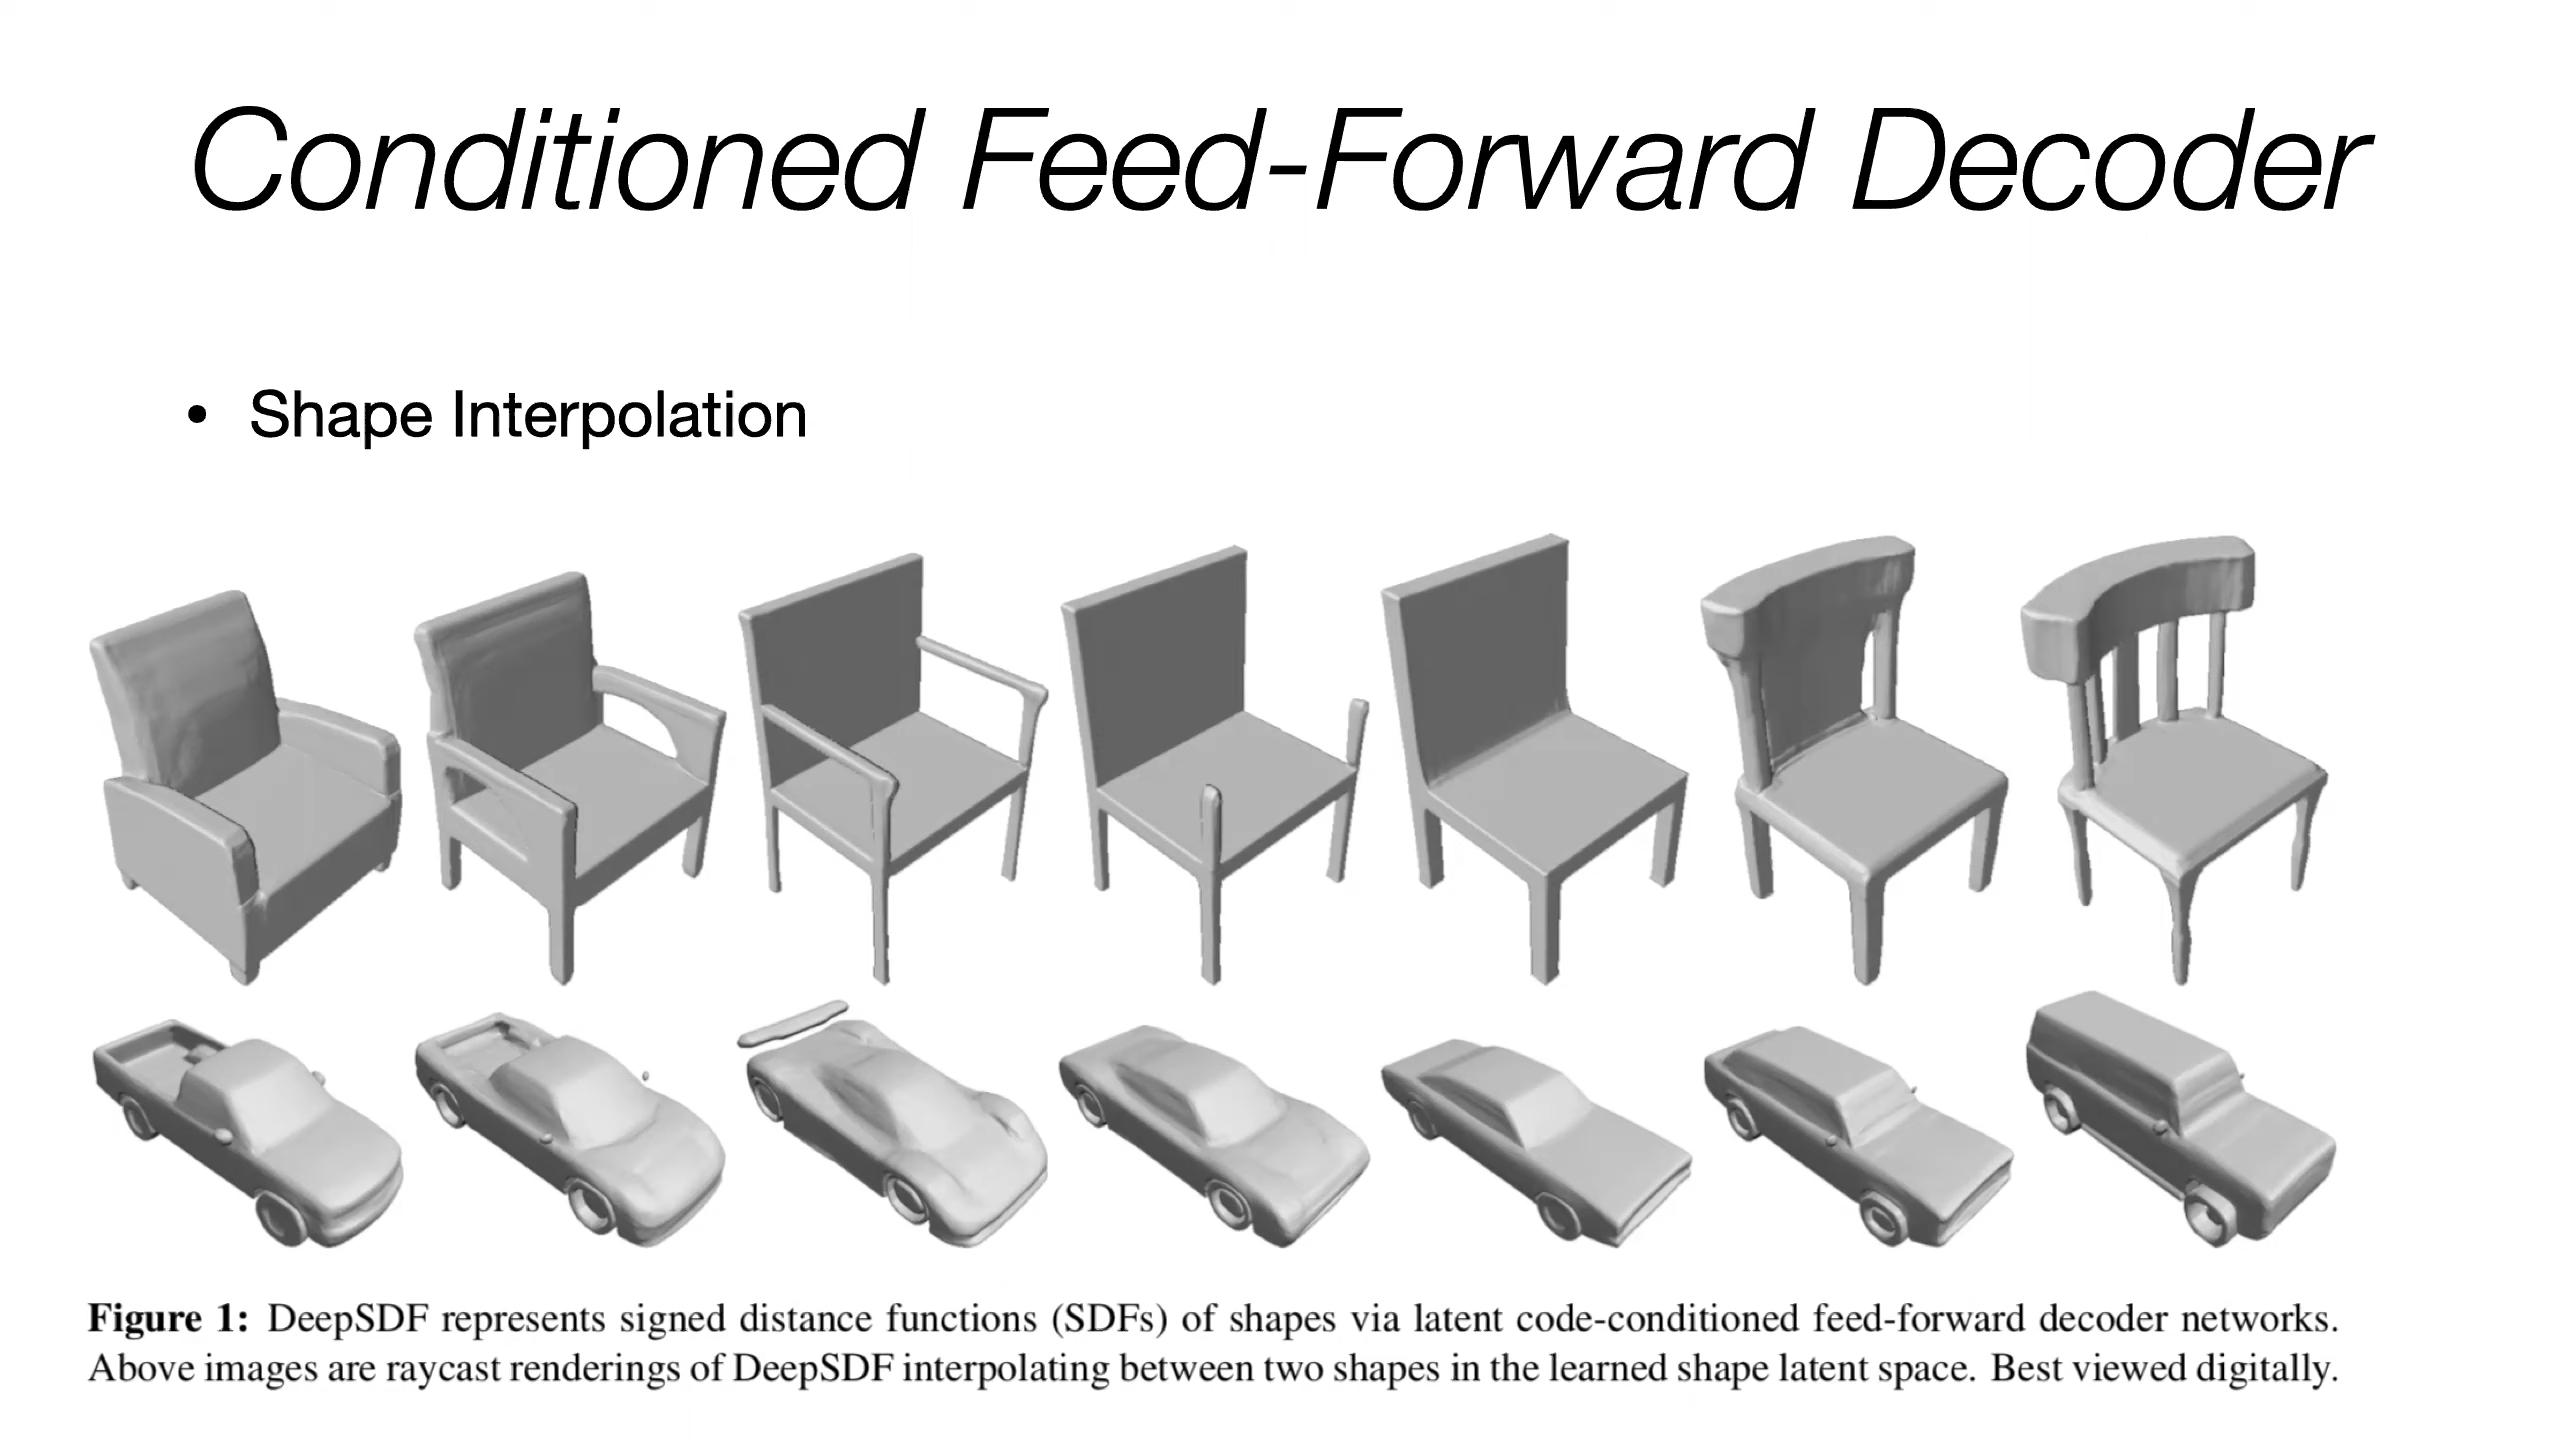 Conditioned Feed-Forward Decoder
• Shape Interpolation
Figure 1: DeepSDF represents signed distance functions (SDFs) of shapes via latent code-conditioned feed-forward decoder networks.
Above images are raycast renderings of DeepSDF interpolating between two shapes in the learned shape latent space. Best viewed digitally.